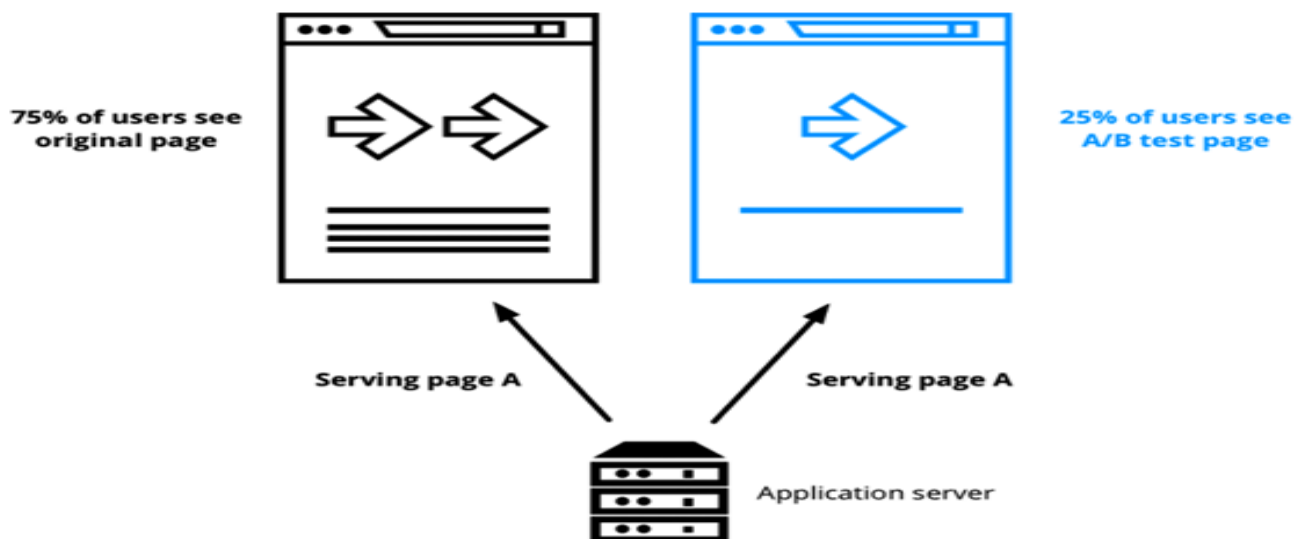 75% of users see
original page
25% of users see
A/B test page
Serving page A
Serving page A
Application server